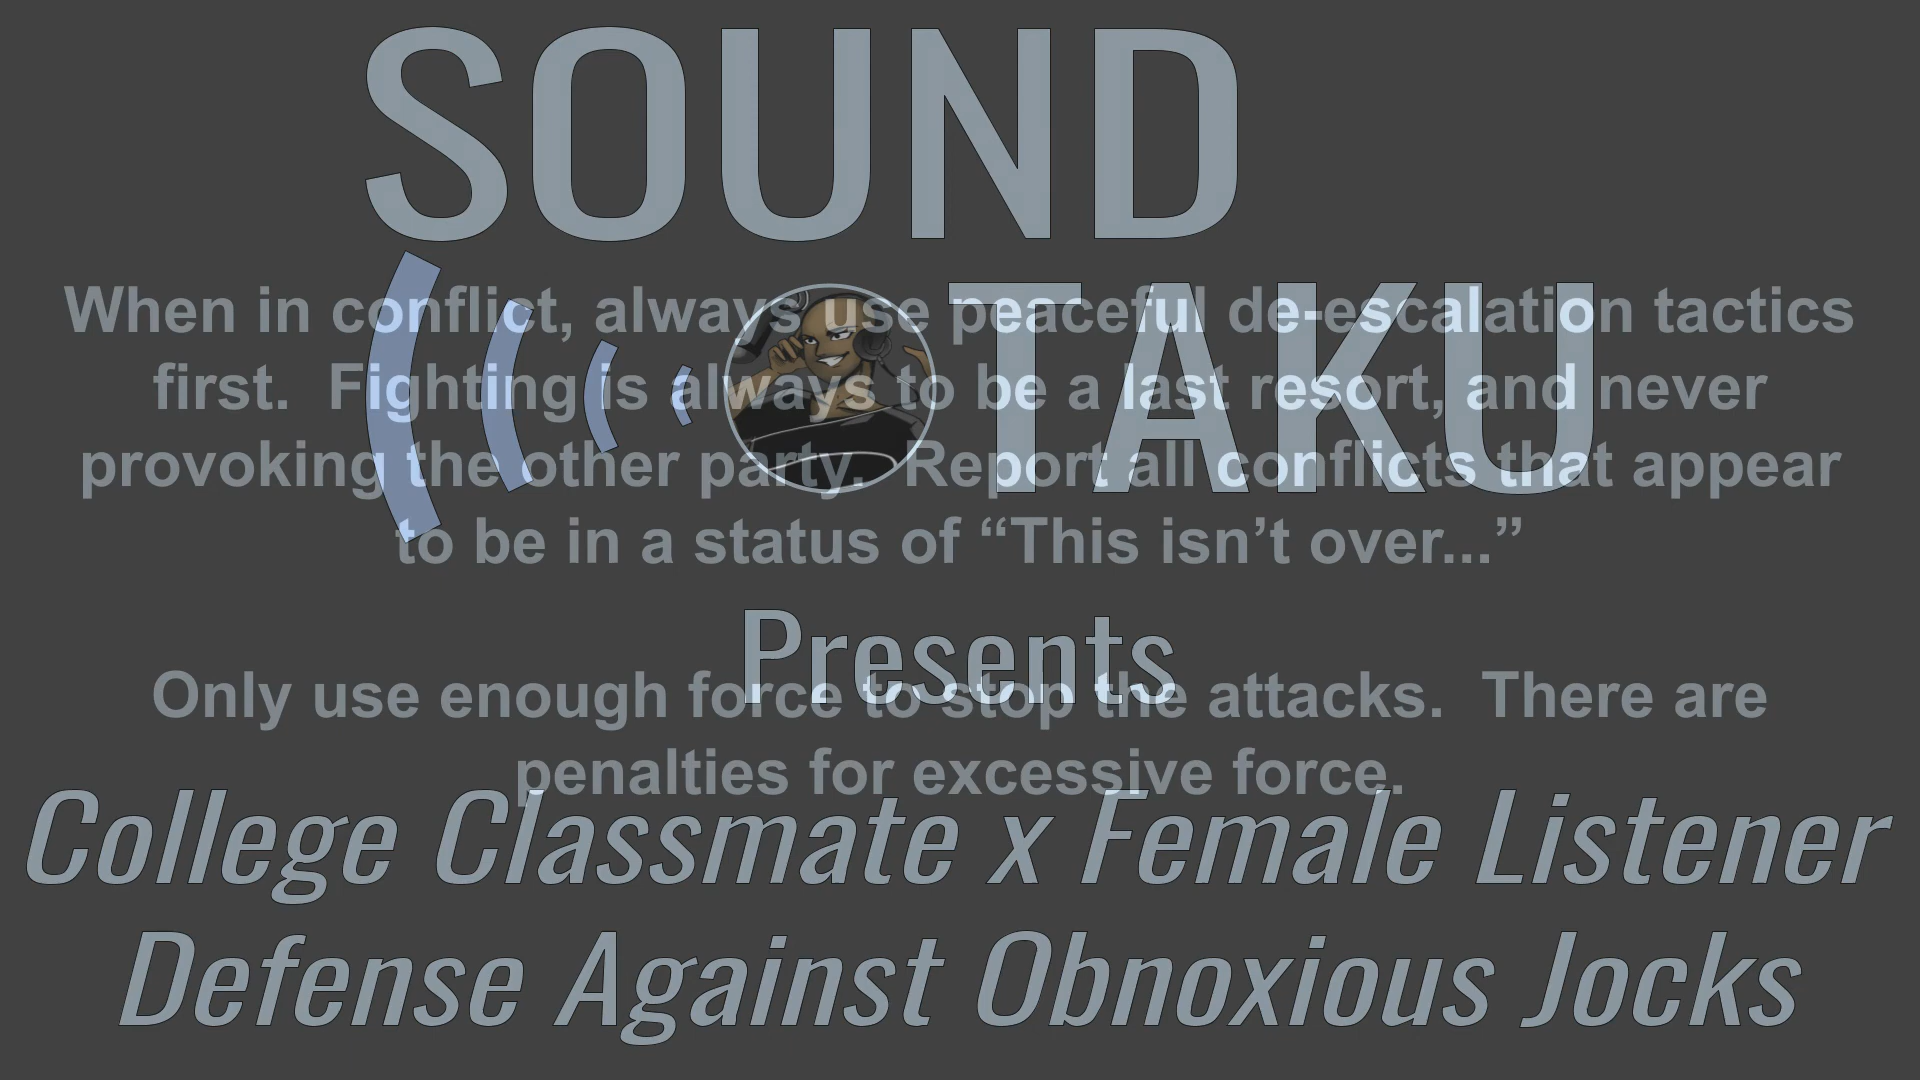 SOUND
TAKU
When in conflict, always use peaceful de-escalation tactics
first.  Fighting is always to be a last resort, and never
provoking the other party.  Report all conflicts that appear
to be in a status of “This isn’t over...”
Presents
Only use enough force to stop the attacks.  There are
penalties for excessive force.
College Classmate x Female Listener
Defense Against Obnoxious Jocks